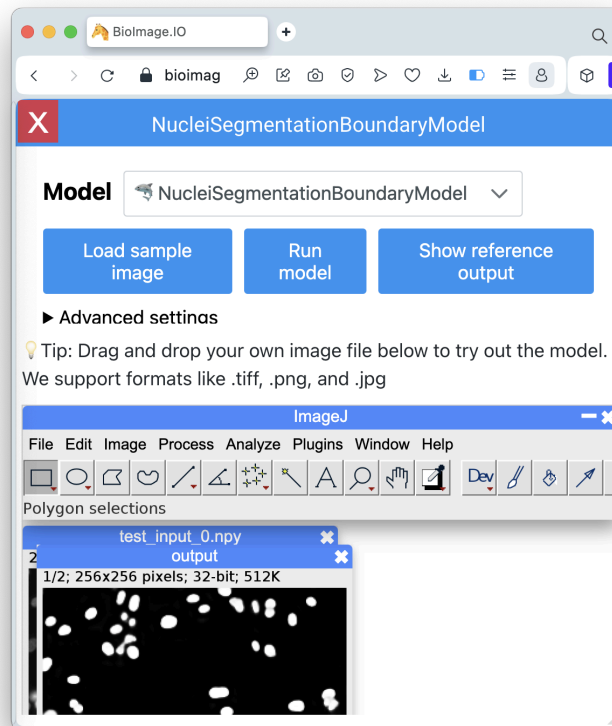 BioImage.IO
bioimag
X NucleiSegmentationBoundaryModel
Model NucleiSegmentationBoundaryModel
Load sample image
Run model
Show reference output
Advanced settings
Tip: Drag and drop your own image file below to try out the model.
We support formats like .tiff, .png, and .jpg
ImageJ
File Edit Image Process Analyze Plugins Window Help
A Dev
Polygon selections
test_input_0.npy
2
output
1/2; 256x256 pixels; 32-bit; 512K